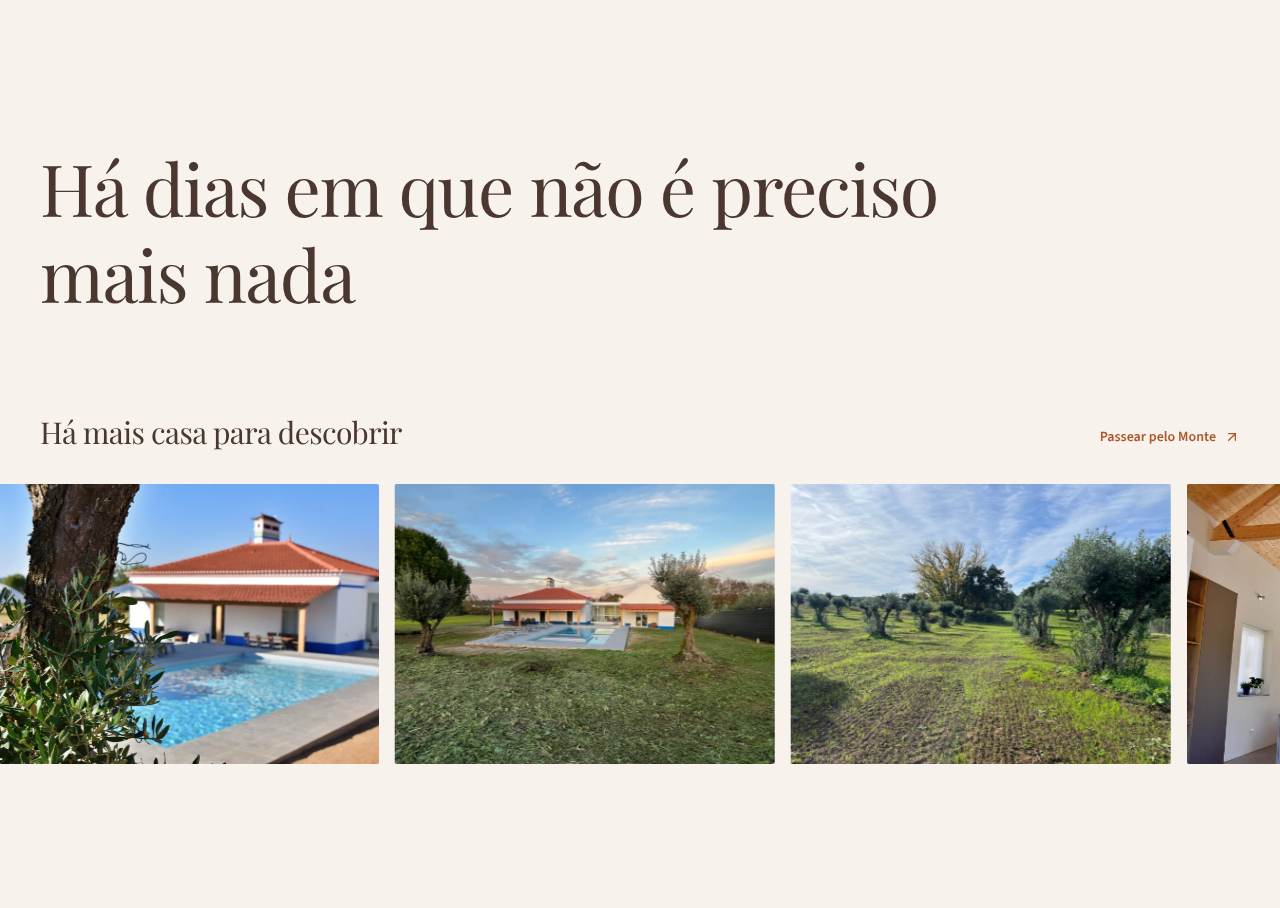 Há dias em que não é preciso
mais nada
Há mais casa para descobrir
Passear pelo Monte